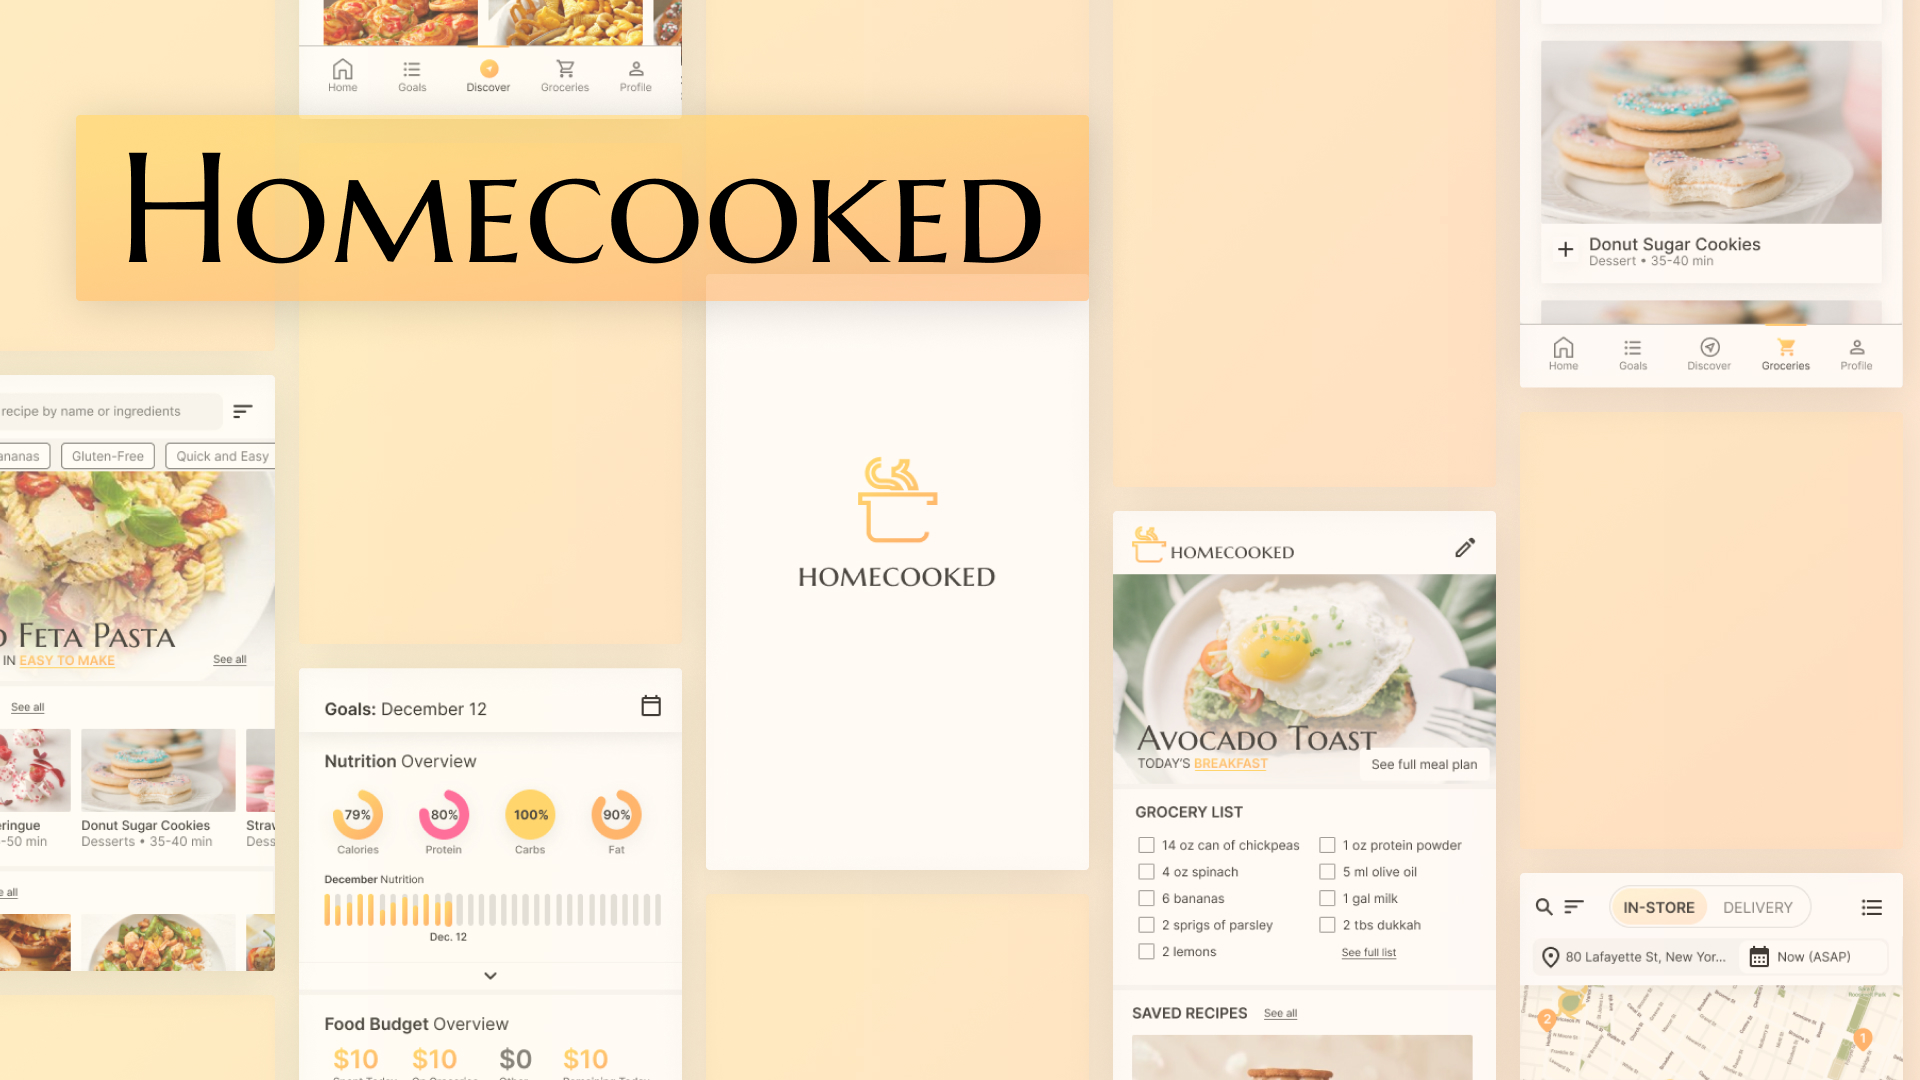 Home Goals Discover Groceries Profile
HOMECOOKED
recipe by name or ingredients
Gluten-Free Quick and Easy
FETA PASTA
IN EASY TO MAKE See all
See all
Donut Sugar Cookies
-50 min Desserts • 35-40 min
Goals: December 12
Nutrition Overview
79% 80% 100% 90%
Calories Protein Carbs Fat
December Nutrition
Dec. 12
Food Budget Overview
$10 $10 $0 $10
HOMECOOKED
HOMECOOKED
AVOCADO TOAST
TODAY'S BREAKFAST
See full meal plan
GROCERY LIST
14 oz can of chickpeas 1 oz protein powder
4 oz spinach 5 ml olive oil
6 bananas 1 gal milk
2 sprigs of parsley 2 tbs dukkah
2 lemons See full list
SAVED RECIPES See all
Donut Sugar Cookies
Dessert • 35-40 min
Home Goals Discover Groceries Profile
IN-STORE DELIVERY
80 Lafayette St, New Yor... Now (ASAP)
2
1